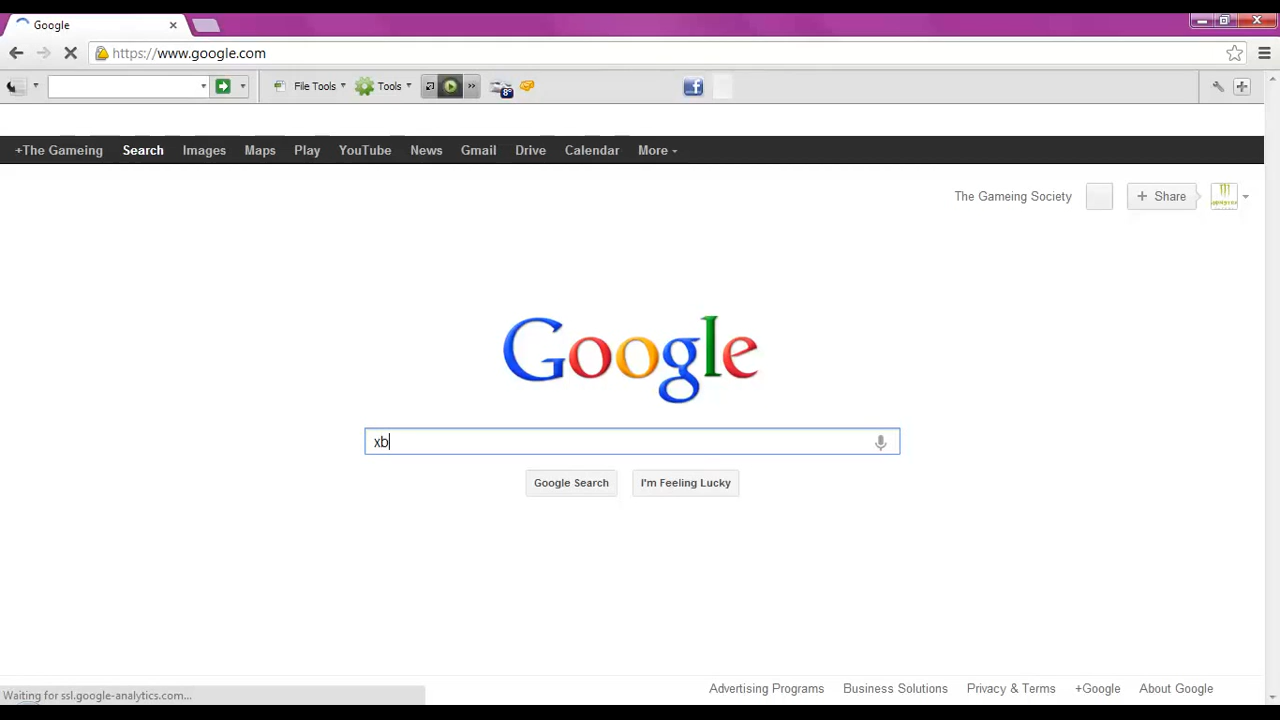 Google
https://www.google.com
File Tools
Tools
8°
+The Gameing Search Images Maps Play YouTube News Gmail Drive Calendar More
The Gameing Society
+ Share
Google
xb
Google Search
I'm Feeling Lucky
Waiting for ssl.google-analytics.com...
Advertising Programs Business Solutions Privacy & Terms +Google About Google